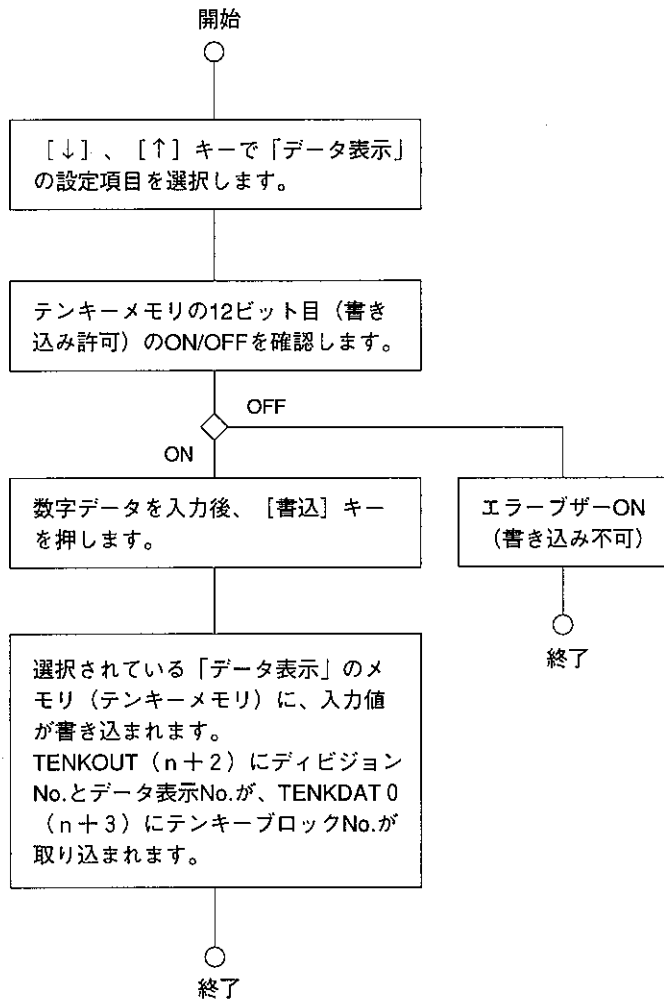 開始
［↓］、［↑］キーで「データ表示」
の設定項目を選択します。
テンキーメモリの12ビット目（書き
込み許可）のON/OFFを確認します。
OFF
ON
数字データを入力後、［書込］キー
を押します。
エラーブザーON
（書き込み不可）
終了
選択されている「データ表示」のメ
モリ（テンキーメモリ）に、入力値
が書き込まれます。
TENKOUT（n＋2）にディビジョン
No.とデータ表示No.が、TENKDAT 0
（n＋3）にテンキーブロックNo.が
取り込まれます。
終了